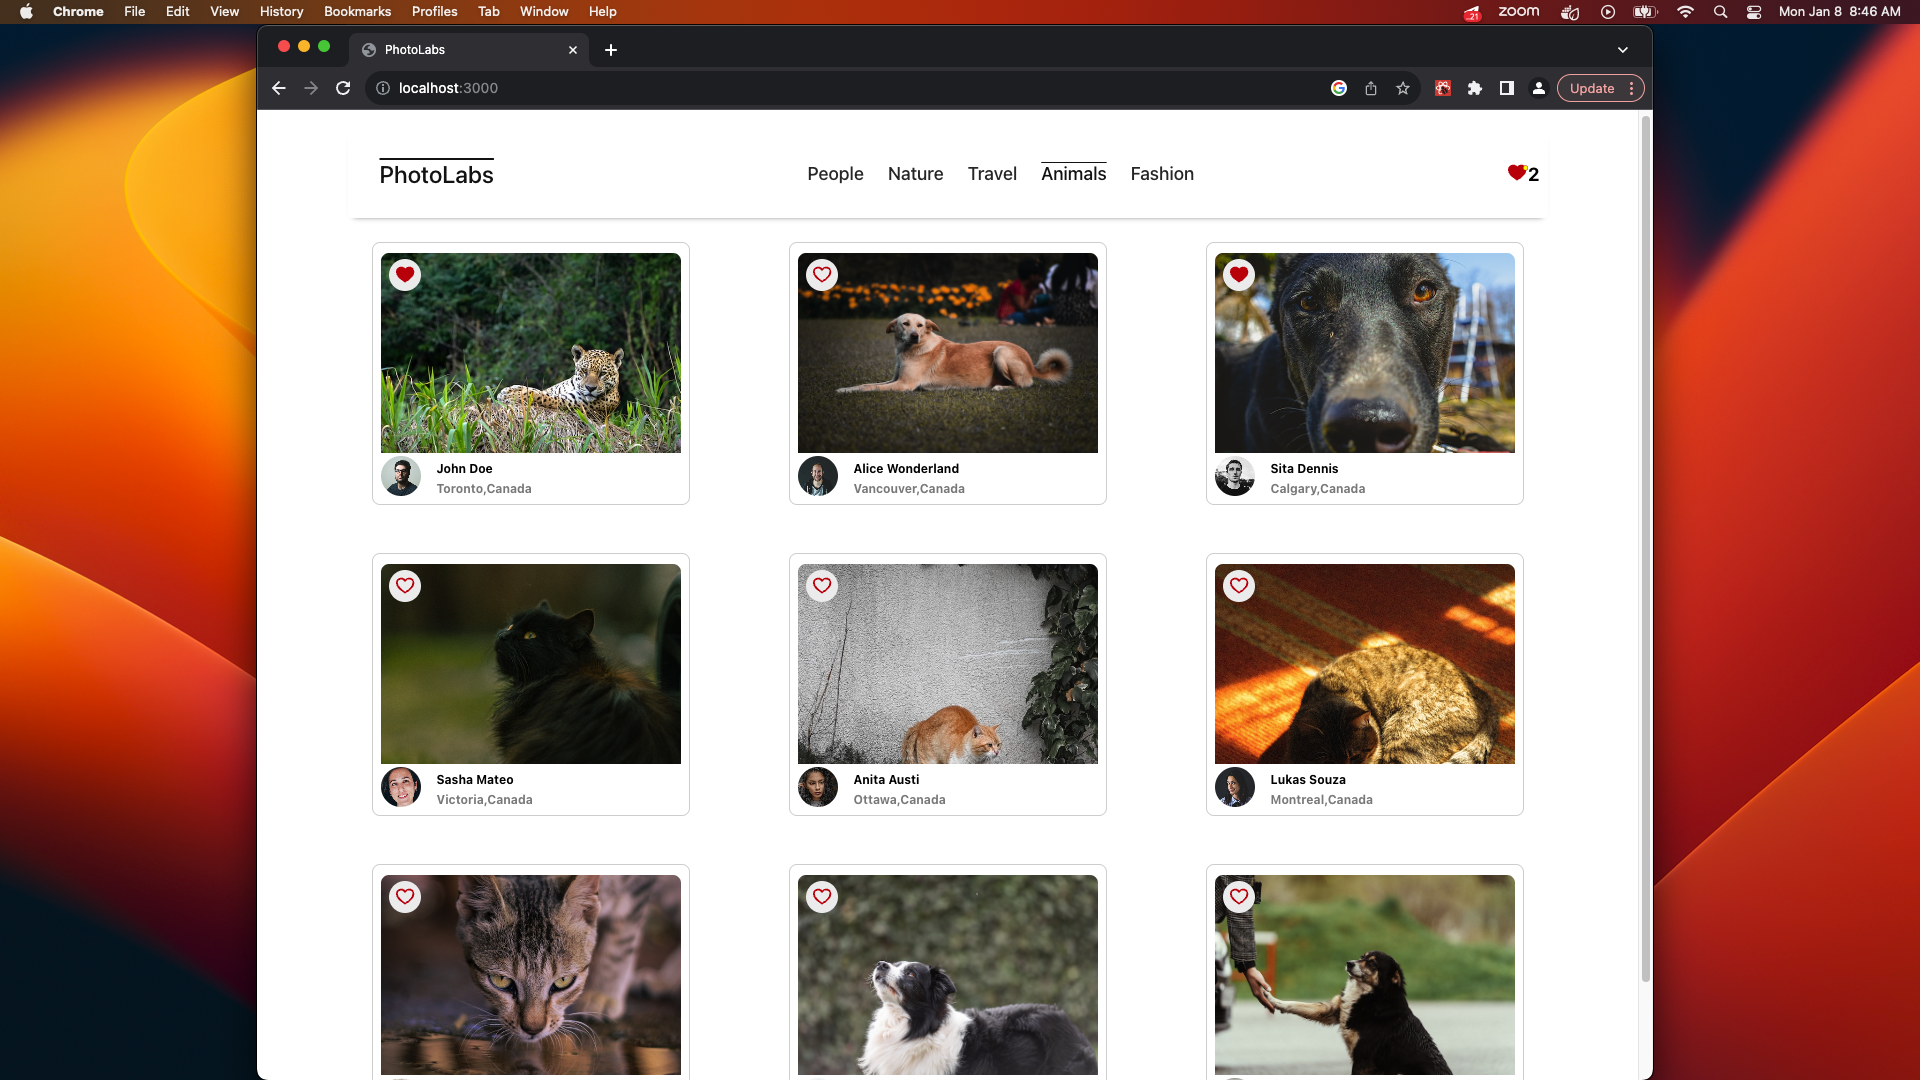 Chrome File Edit View History Bookmarks Profiles Tab Window Help
21 zoom Mon Jan 8 8:46 AM
PhotoLabs
localhost:3000
Update
PhotoLabs
People Nature Travel Animals Fashion
2
John Doe
Toronto,Canada
Alice Wonderland
Vancouver,Canada
Sita Dennis
Calgary,Canada
Sasha Mateo
Victoria,Canada
Anita Austi
Ottawa,Canada
Lukas Souza
Montreal,Canada